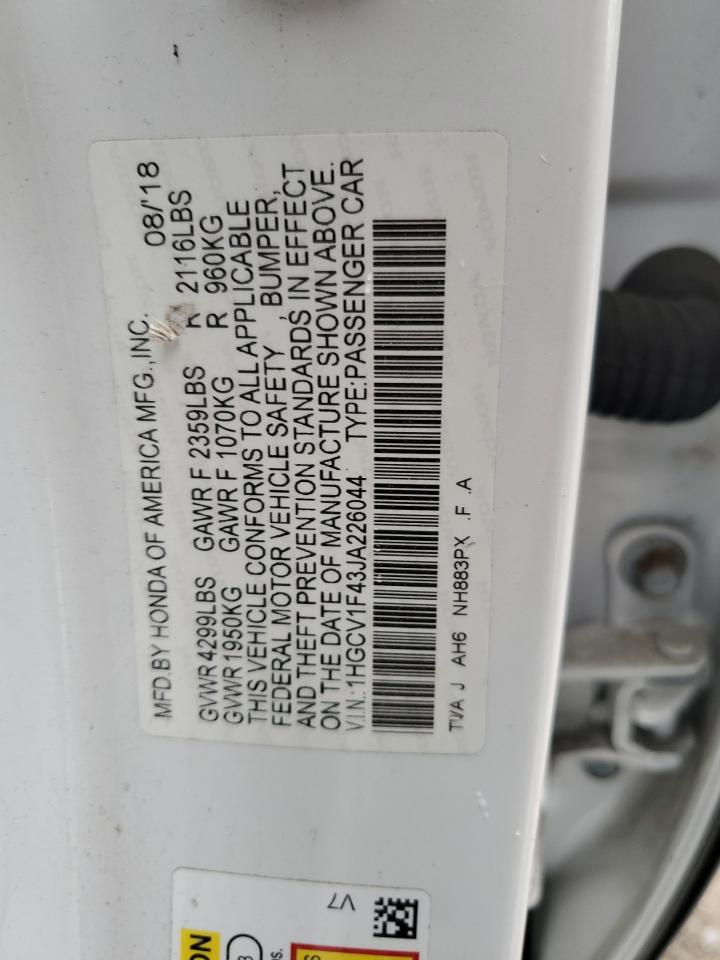 MFD.BY HONDA OF AMERICA MFG.,INC. 08/'18
GVWR 4299LBS GAWR F 2359LBS R 2116LBS
GVWR 1950KG GAWR F 1070KG R 960KG
THIS VEHICLE CONFORMS TO ALL APPLICABLE
FEDERAL MOTOR VEHICLE SAFETY , BUMPER,
AND THEFT PREVENTION STANDARDS IN EFFECT
ON THE DATE OF MANUFACTURE SHOWN ABOVE.
V.I.N.:1HGCV1F43JA226044 TYPE:PASSENGER CAR
TVA J AH6 NH883PX .F .A
V7